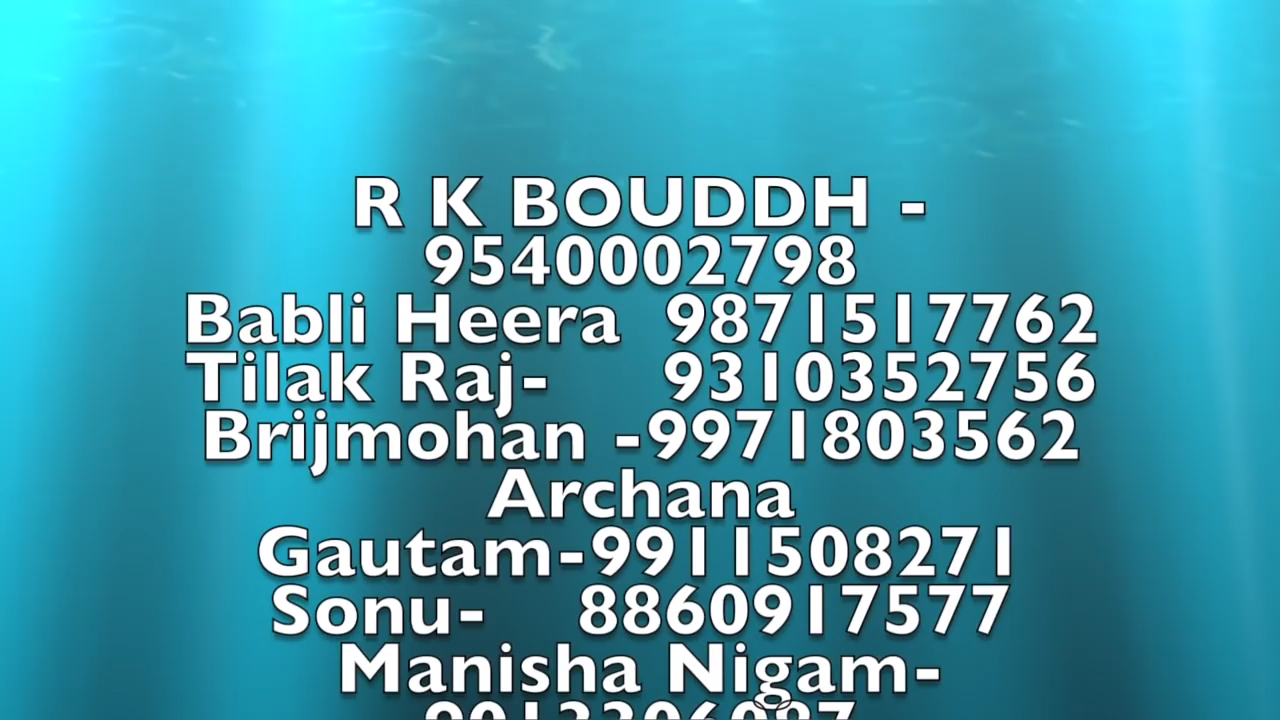 R K BOUDDH -
9540002798
Babli Heera 9871517762
Tilak Raj- 9310352756
Brijmohan -9971803562
Archana
Gautam-9911508271
Sonu- 8860917577
Manisha Nigam-